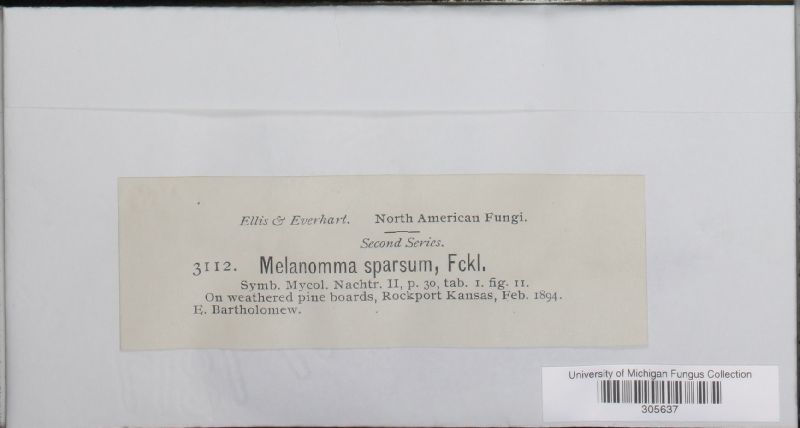 Ellis & Everhart. North American Fungi.
Second Series.
3112. Melanomma sparsum, Fckl.
Symb. Mycol. Nachtr. II, p. 30, tab. 1. fig. 11.
On weathered pine boards, Rockport Kansas, Feb. 1894.
E. Bartholomew.
University of Michigan Fungus Collection
305637